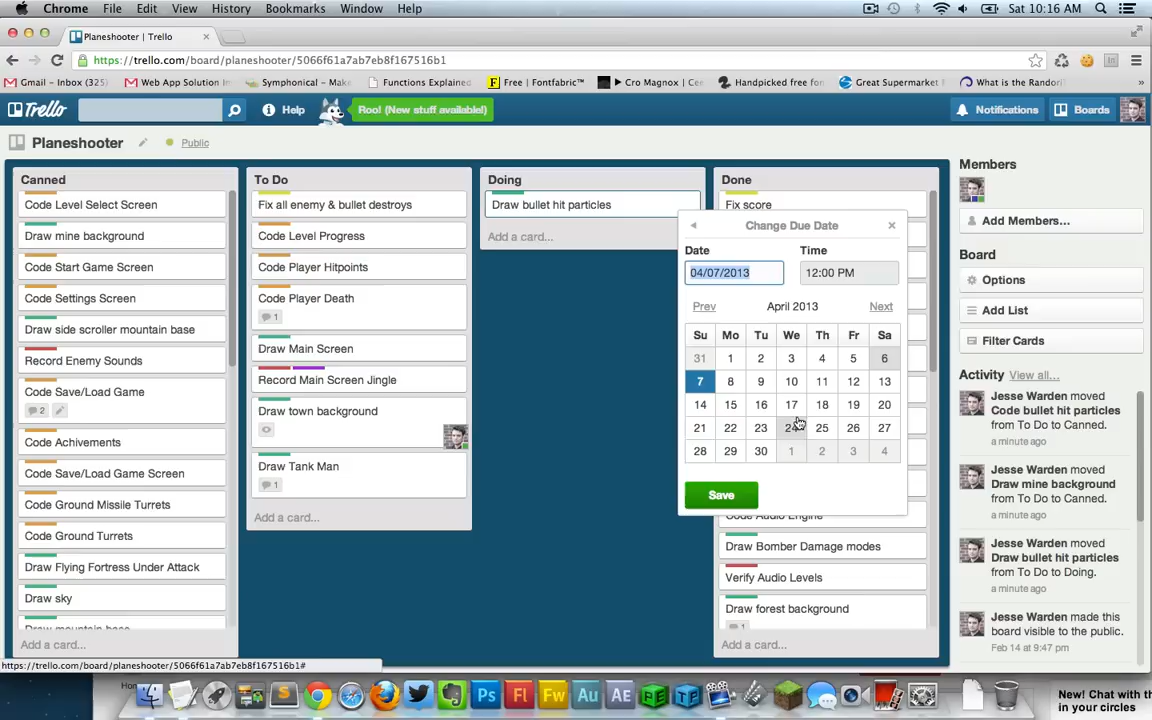 Chrome File Edit View History Bookmarks Window Help Sat 10:16 AM
Planeshooter | Trello
https://trello.com/board/planeshooter/5066f61a7ab7eb8f167516b1
Gmail - Inbox (325) Web App Solution I Symphonical - Make Functions Explained Free | Fontfabric™ Cro Magnox | Cee Handpicked free fon Great Supermarket F What is the Random
Trello Help Roo! (New stuff available!) Notifications Boards
Planeshooter Public
Canned
Code Level Select Screen
Draw mine background
Code Start Game Screen
Code Settings Screen
Draw side scroller mountain base
Record Enemy Sounds
Code Save/Load Game
2
Code Achivements
Code Save/Load Game Screen
Code Ground Missile Turrets
Code Ground Turrets
Draw Flying Fortress Under Attack
Draw sky
Draw mountain base
Add a card...
To Do
Fix all enemy & bullet destroys
Code Level Progress
Code Player Hitpoints
Code Player Death
1
Draw Main Screen
Record Main Screen Jingle
Draw town background
Draw Tank Man
1
Add a card...
Doing
Draw bullet hit particles
Add a card...
Done
Fix score
Change Due Date
Date Time
04/07/2013 12:00 PM
Prev April 2013 Next
Su Mo Tu We Th Fr Sa
31 1 2 3 4 5 6
7 8 9 10 11 12 13
14 15 16 17 18 19 20
21 22 23 24 25 26 27
28 29 30 1 2 3 4
Save
Code Audio Engine
Draw Bomber Damage modes
Verify Audio Levels
Draw forest background
1
Add a card...
Members
Add Members...
Board
Options
Add List
Filter Cards
Activity View all...
Jesse Warden moved
Code bullet hit particles
from To Do to Canned.
a minute ago
Jesse Warden moved
Draw mine background
from To Do to Canned.
a minute ago
Jesse Warden moved
Draw bullet hit particles
from To Do to Doing.
a minute ago
Jesse Warden made this
board visible to the public.
Feb 14 at 9:47 pm
https://trello.com/board/planeshooter/5066f61a7ab7eb8f167516b1#
Ps Fl Fw Au Ae
New! Chat with th
in your circles